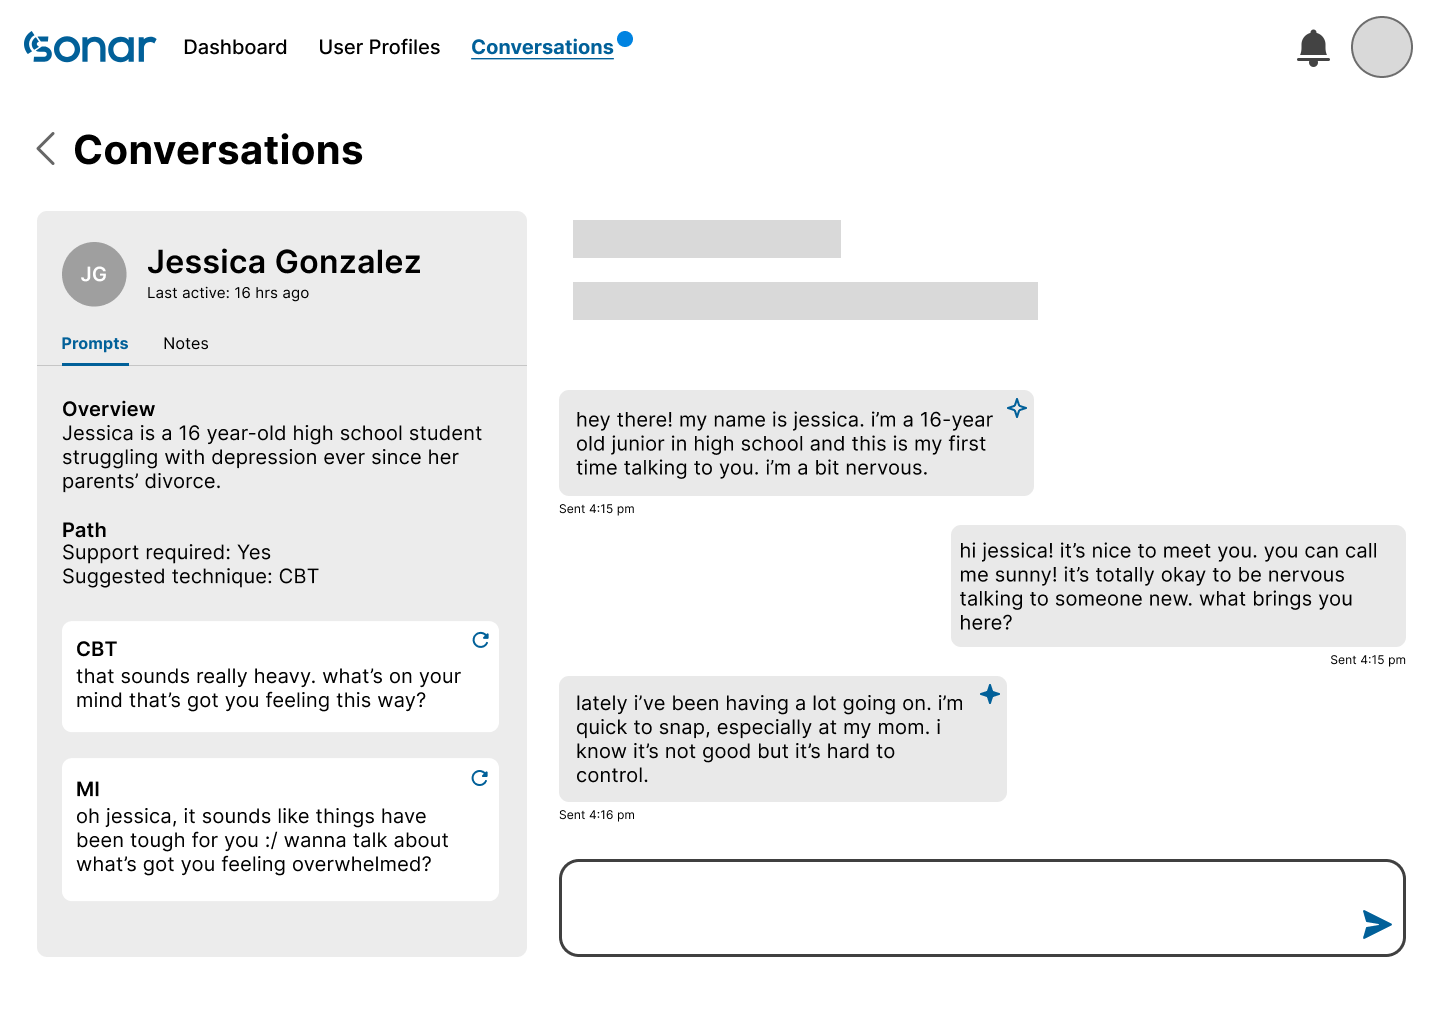 sonar
Dashboard
User Profiles
Conversations
Conversations
JG
Jessica Gonzalez
Last active: 16 hrs ago
Prompts
Notes
Overview
Jessica is a 16 year-old high school student
struggling with depression ever since her
parents’ divorce.
Path
Support required: Yes
Suggested technique: CBT
CBT
that sounds really heavy. what’s on your
mind that’s got you feeling this way?
MI
oh jessica, it sounds like things have
been tough for you :/ wanna talk about
what’s got you feeling overwhelmed?
hey there! my name is jessica. i’m a 16-year
old junior in high school and this is my first
time talking to you. i’m a bit nervous.
Sent 4:15 pm
hi jessica! it’s nice to meet you. you can call
me sunny! it’s totally okay to be nervous
talking to someone new. what brings you
here?
Sent 4:15 pm
lately i’ve been having a lot going on. i’m
quick to snap, especially at my mom. i
know it’s not good but it’s hard to
control.
Sent 4:16 pm